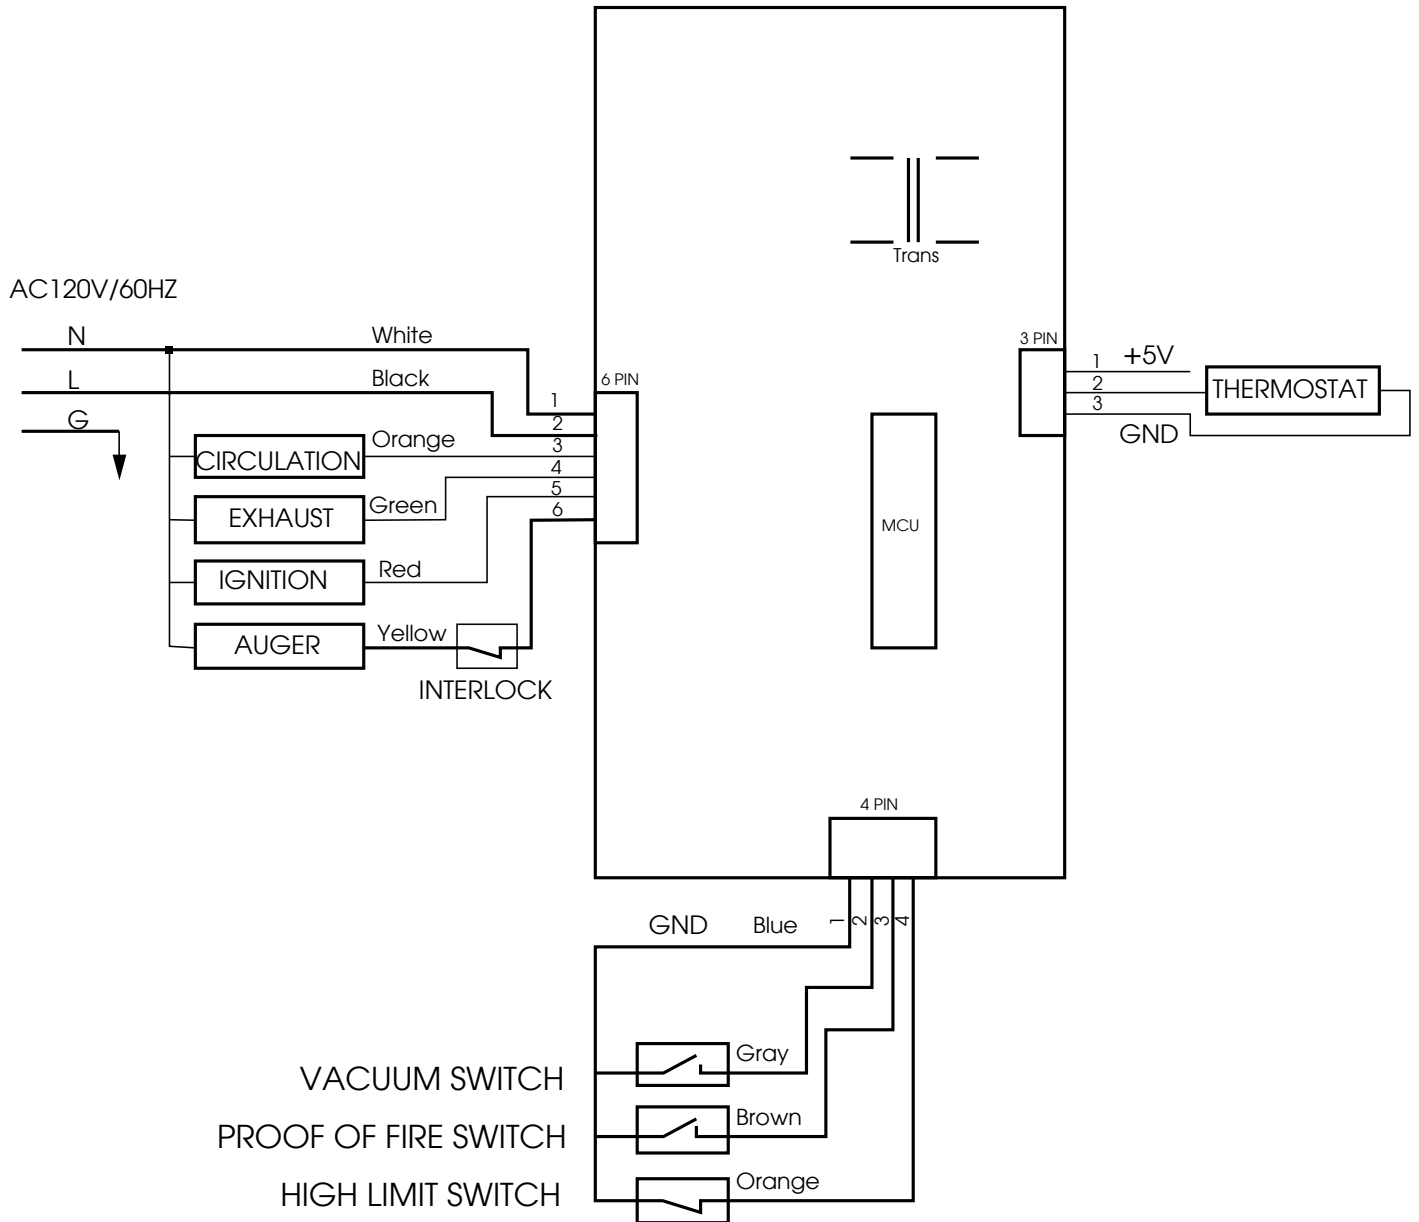 Trans
AC120V/60HZ
N
White
L
Black
G
6 PIN
1
2
3
4
5
6
CIRCULATION
Orange
EXHAUST
Green
IGNITION
Red
AUGER
Yellow
INTERLOCK
3 PIN
1 +5V
2
3
THERMOSTAT
GND
MCU
4 PIN
GND Blue
1 2 3 4
VACUUM SWITCH Gray
PROOF OF FIRE SWITCH Brown
HIGH LIMIT SWITCH Orange